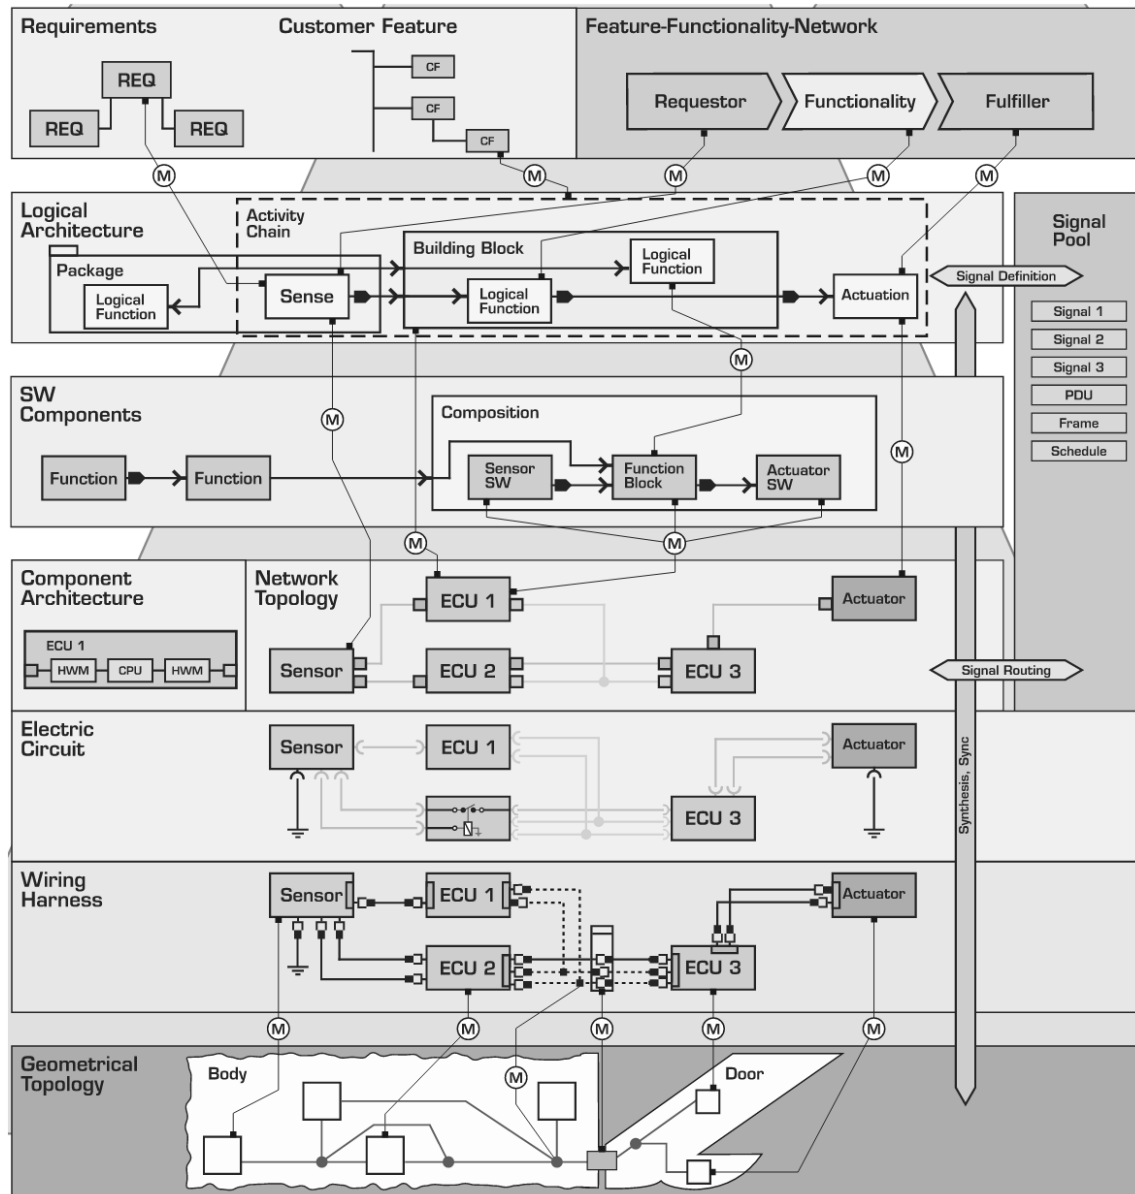 Requirements
Customer Feature
Feature-Functionality-Network
REQ
REQ
REQ
CF
CF
CF
Requestor
Functionality
Fulfiller
M
M
M
M
M
Logical
Architecture
Activity
Chain
Package
Logical
Function
Sense
Building Block
Logical
Function
Logical
Function
Actuation
Signal
Pool
Signal Definition
Signal 1
Signal 2
Signal 3
PDU
Frame
Schedule
M
SW
Components
M
Composition
Function
Function
Sensor
SW
Function
Block
Actuator
SW
M
M
M
Component
Architecture
ECU 1
HWM
CPU
HWM
Network
Topology
ECU 1
Actuator
Sensor
ECU 2
ECU 3
Signal Routing
Electric
Circuit
Sensor
ECU 1
Actuator
ECU 3
Synthesis, Sync
Wiring
Harness
Sensor
ECU 1
Actuator
ECU 2
ECU 3
M
M
M
M
M
Geometrical
Topology
Body
M
Door